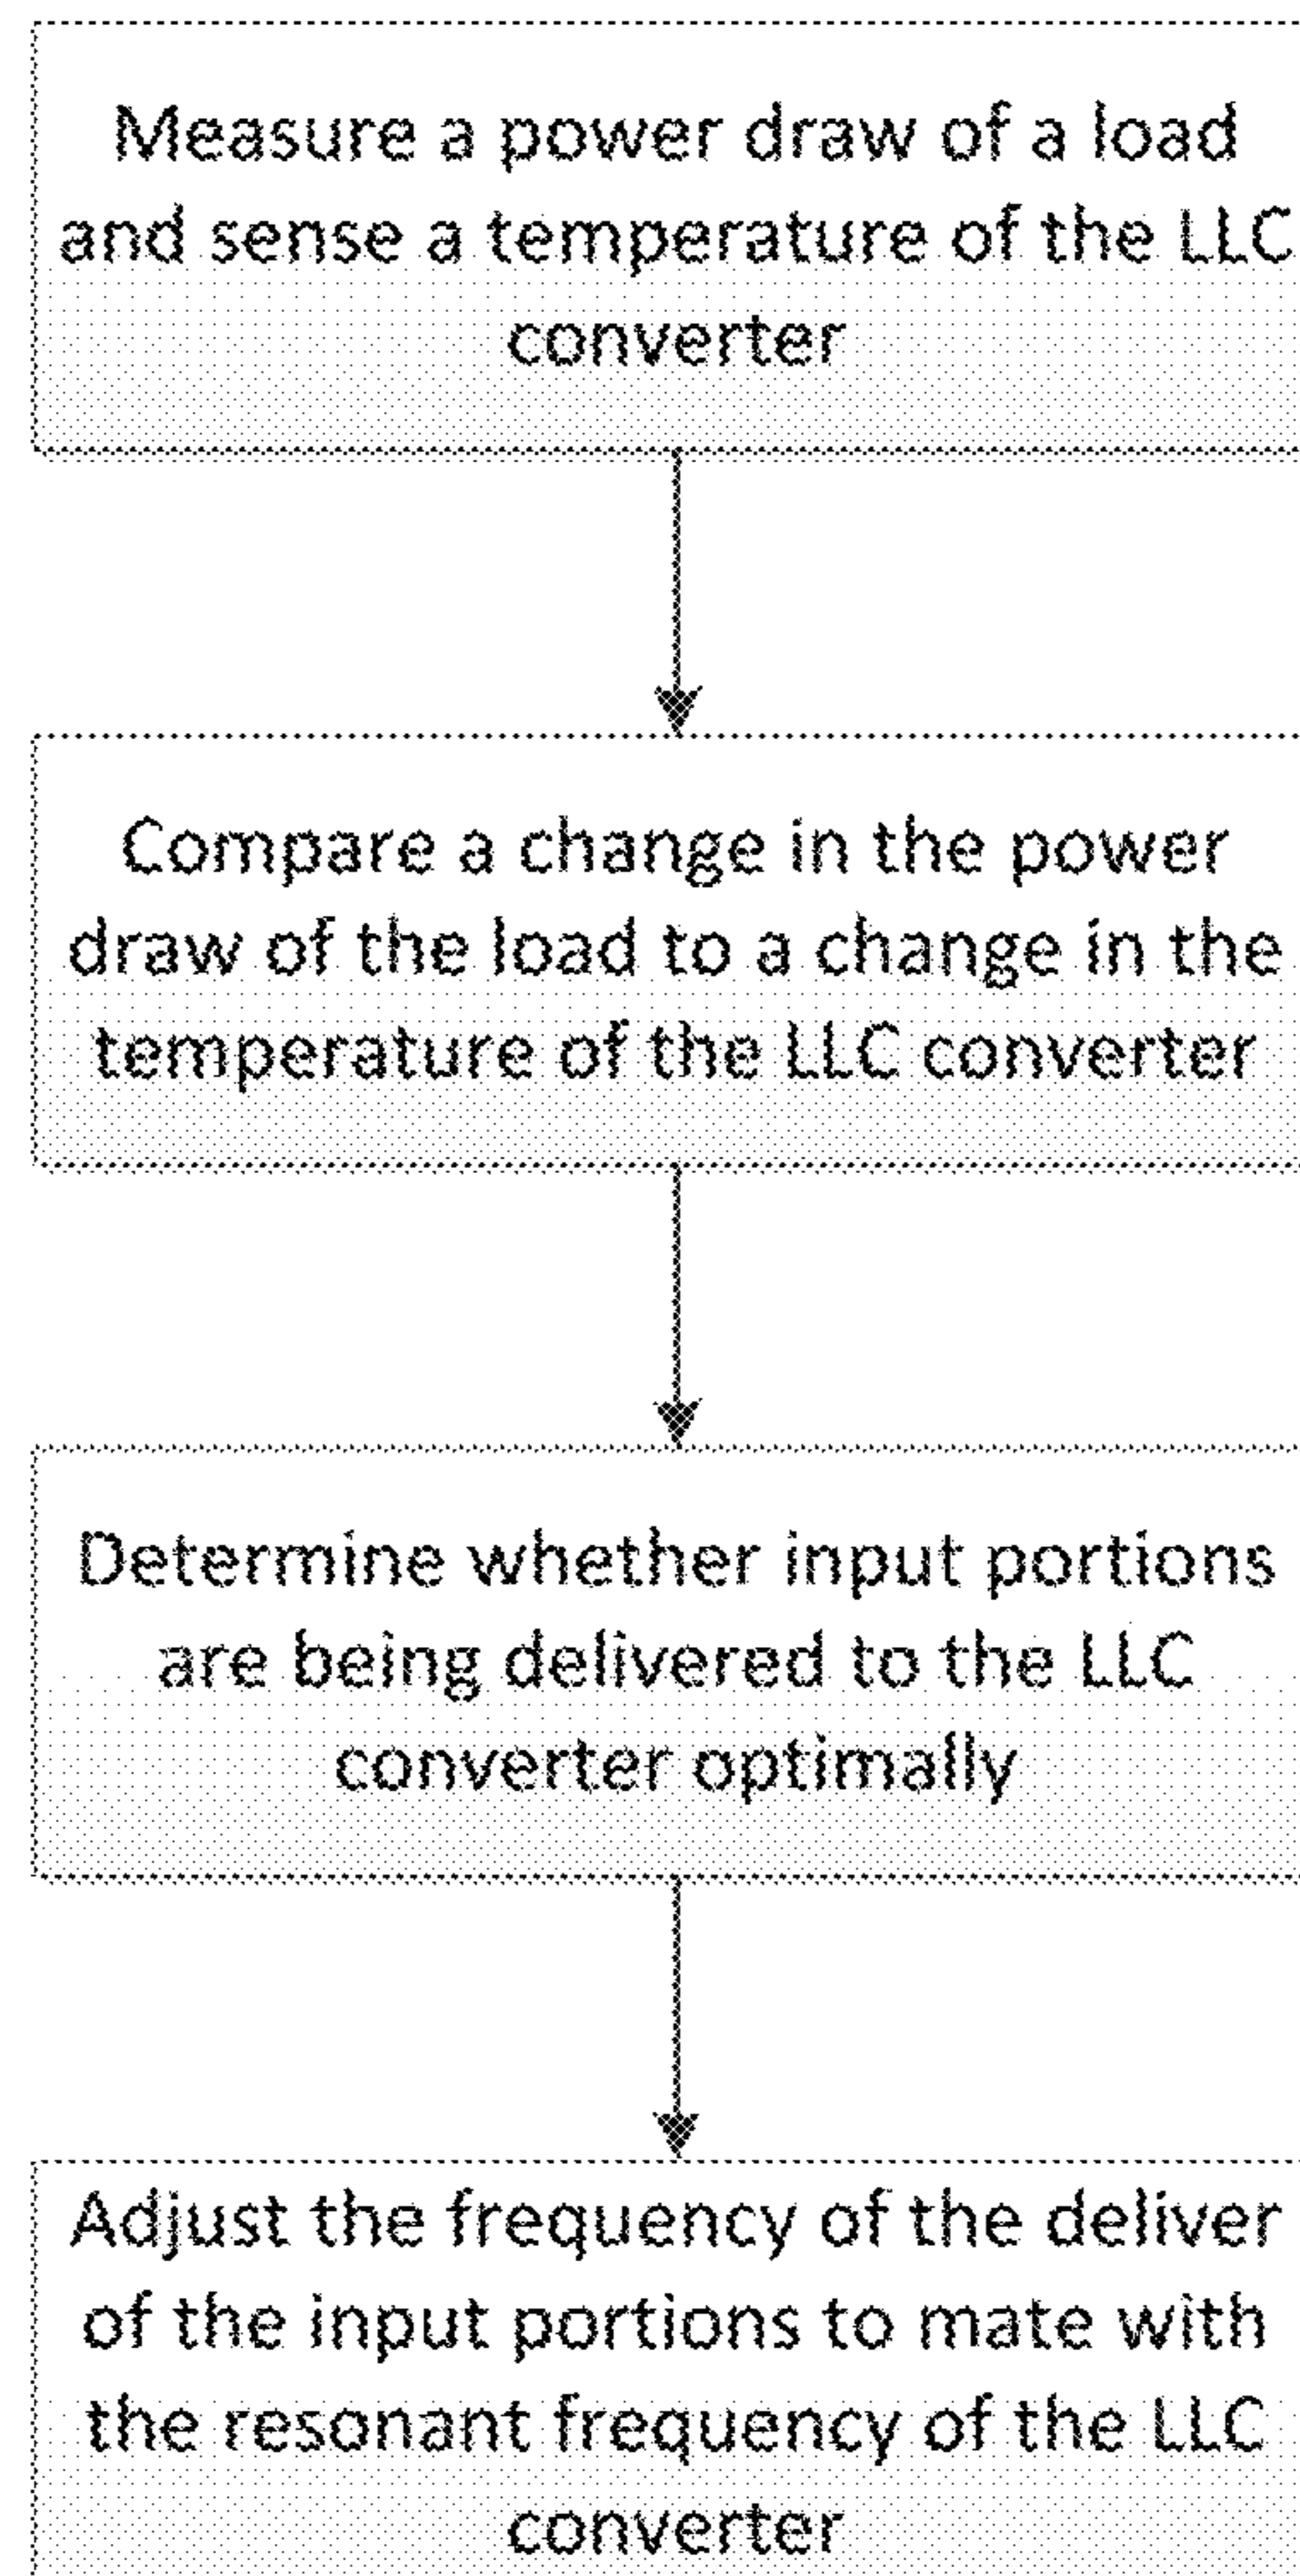 Measure a power draw of a load
and sense a temperature of the LLC
converter
Compare a change in the power
draw of the load to a change in the
temperature of the LLC converter
Determine whether input portions
are being delivered to the LLC
converter optimally
Adjust the frequency of the deliver
of the input portions to mate with
the resonant frequency of the LLC
converter